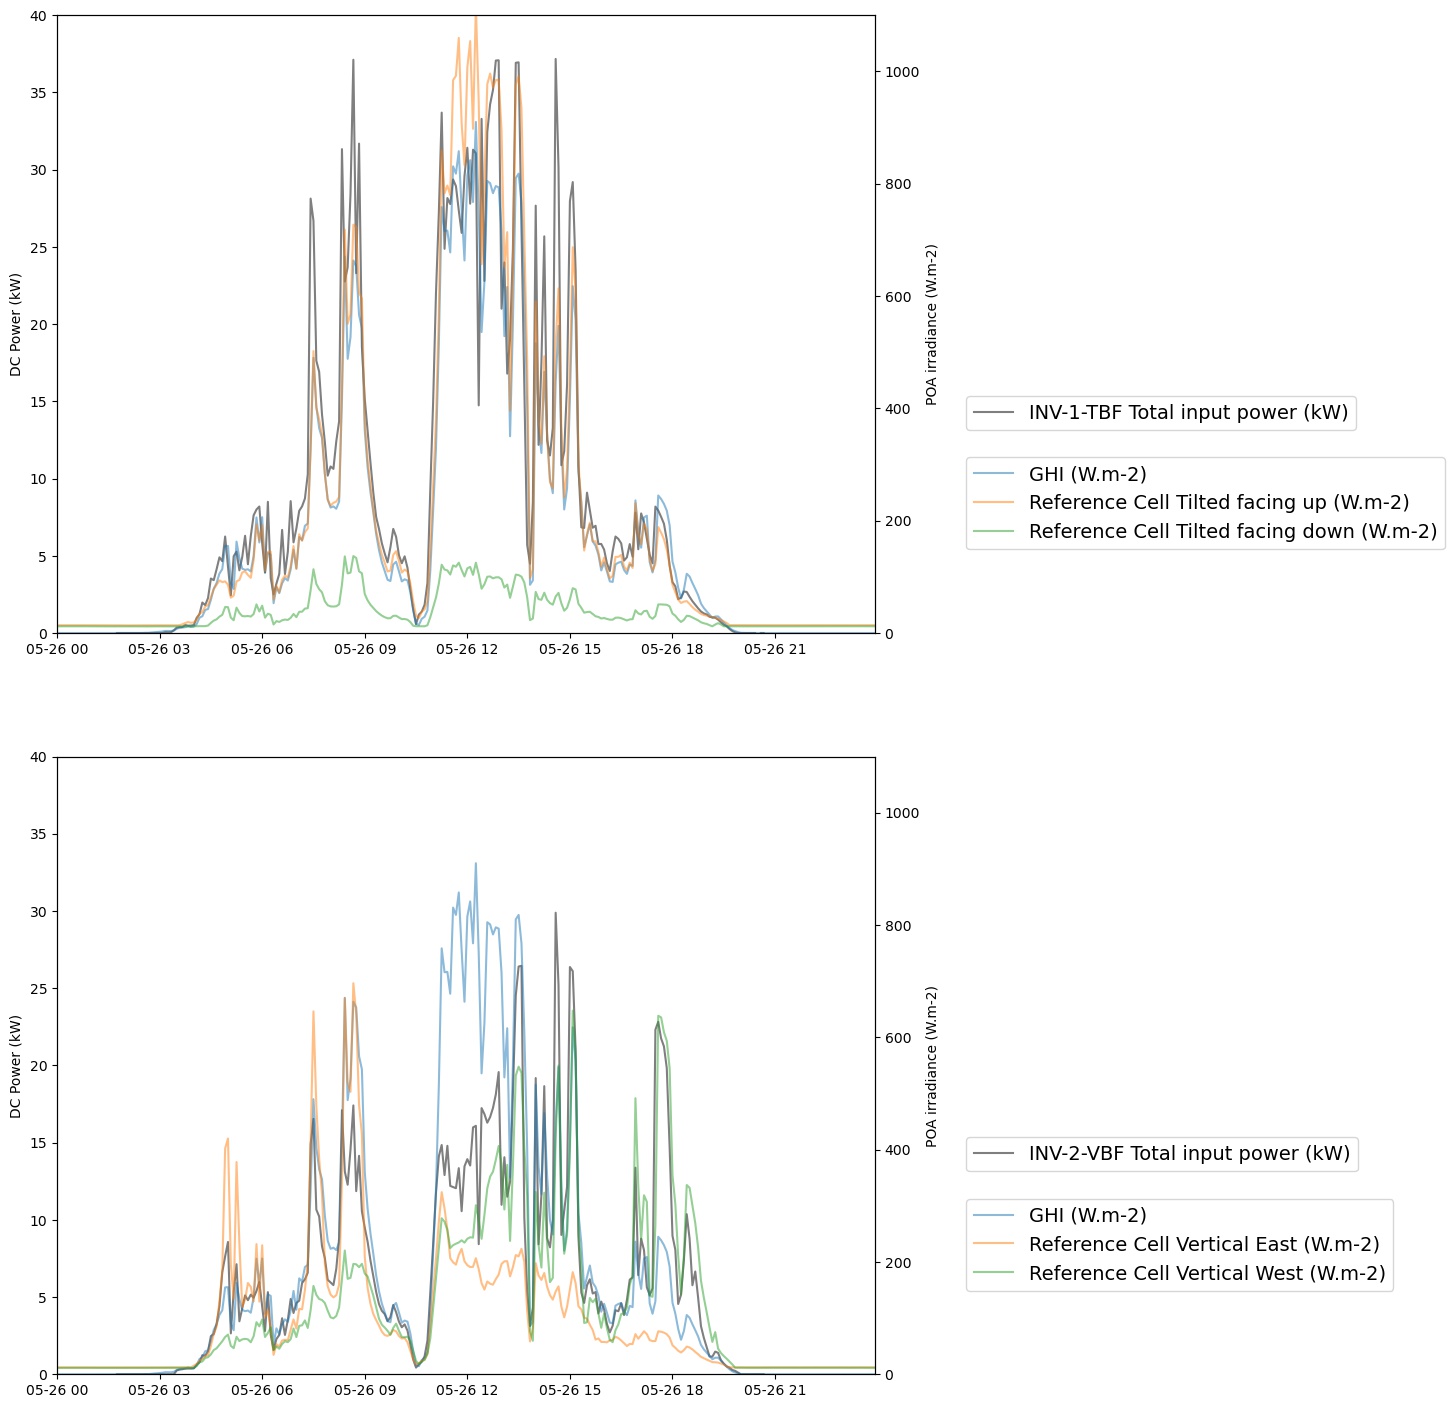 40
35
30
25
20
15
10
5
0
DC Power (kW)
1000
800
600
400
200
0
POA irradiance (W.m-2)
05-26 00 05-26 03 05-26 06 05-26 09 05-26 12 05-26 15 05-26 18 05-26 21
INV-1-TBF Total input power (kW)
GHI (W.m-2)
Reference Cell Tilted facing up (W.m-2)
Reference Cell Tilted facing down (W.m-2)
40
35
30
25
20
15
10
5
0
DC Power (kW)
1000
800
600
400
200
0
POA irradiance (W.m-2)
05-26 00 05-26 03 05-26 06 05-26 09 05-26 12 05-26 15 05-26 18 05-26 21
INV-2-VBF Total input power (kW)
GHI (W.m-2)
Reference Cell Vertical East (W.m-2)
Reference Cell Vertical West (W.m-2)